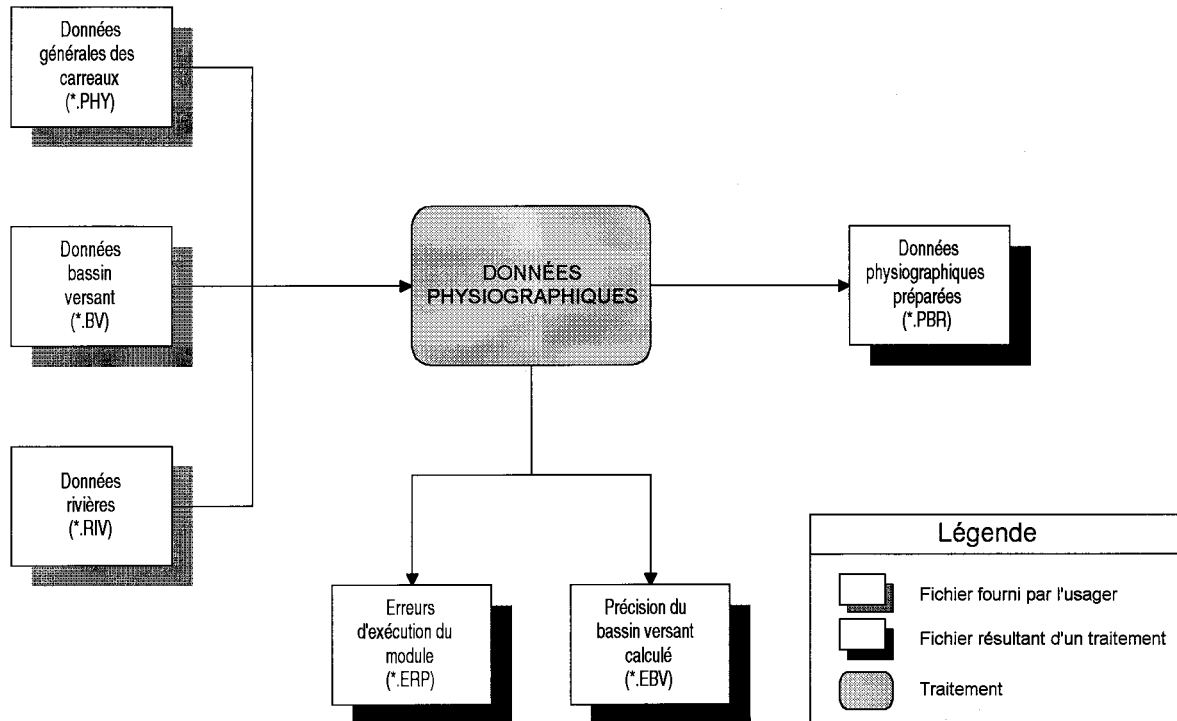 Données
générales des
carreaux
(*.PHY)
Données
bassin
versant
(*.BV)
Données
rivières
(*.RIV)
DONNÉES
PHYSIOGRAPHIQUES
Données
physiographiques
préparées
(*.PBR)
Erreurs
d'exécution du
module
(*.ERP)
Précision du
bassin versant
calculé
(*.EBV)
Légende
Fichier fourni par l'usager
Fichier résultant d'un traitement
Traitement